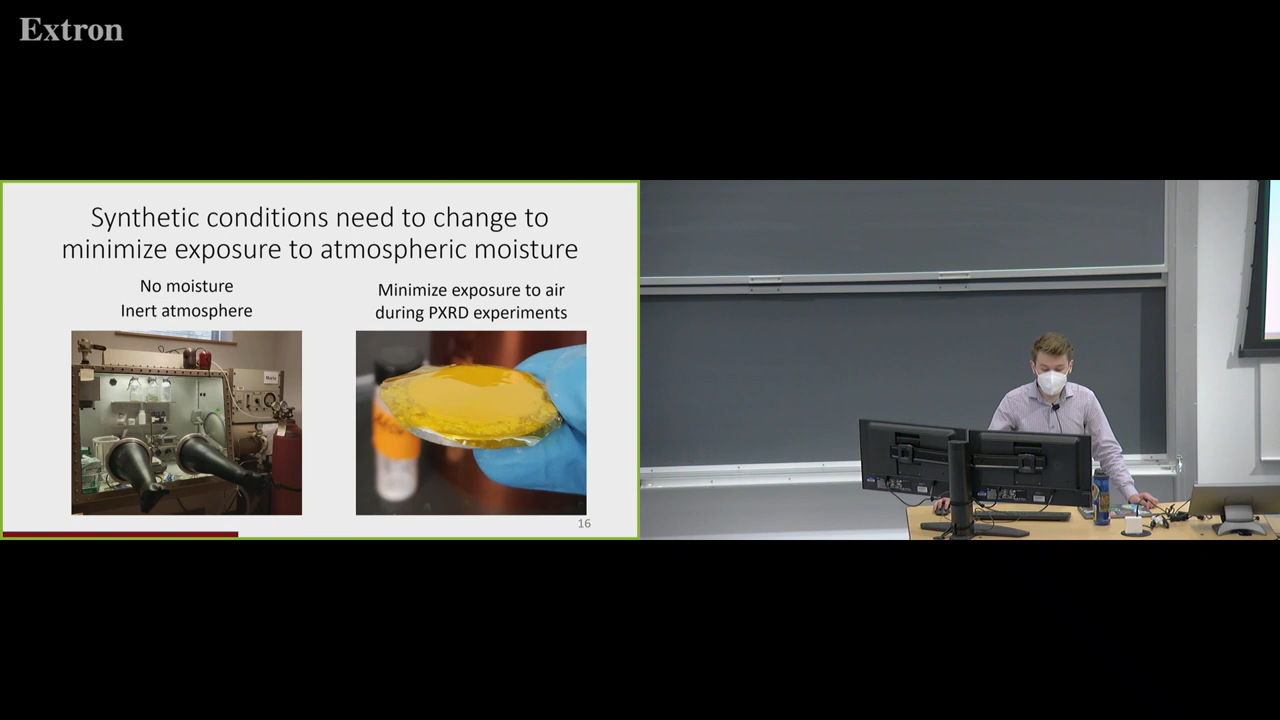 Extron
Synthetic conditions need to change to
minimize exposure to atmospheric moisture
No moisture
Inert atmosphere
Minimize exposure to air
during PXRD experiments
16